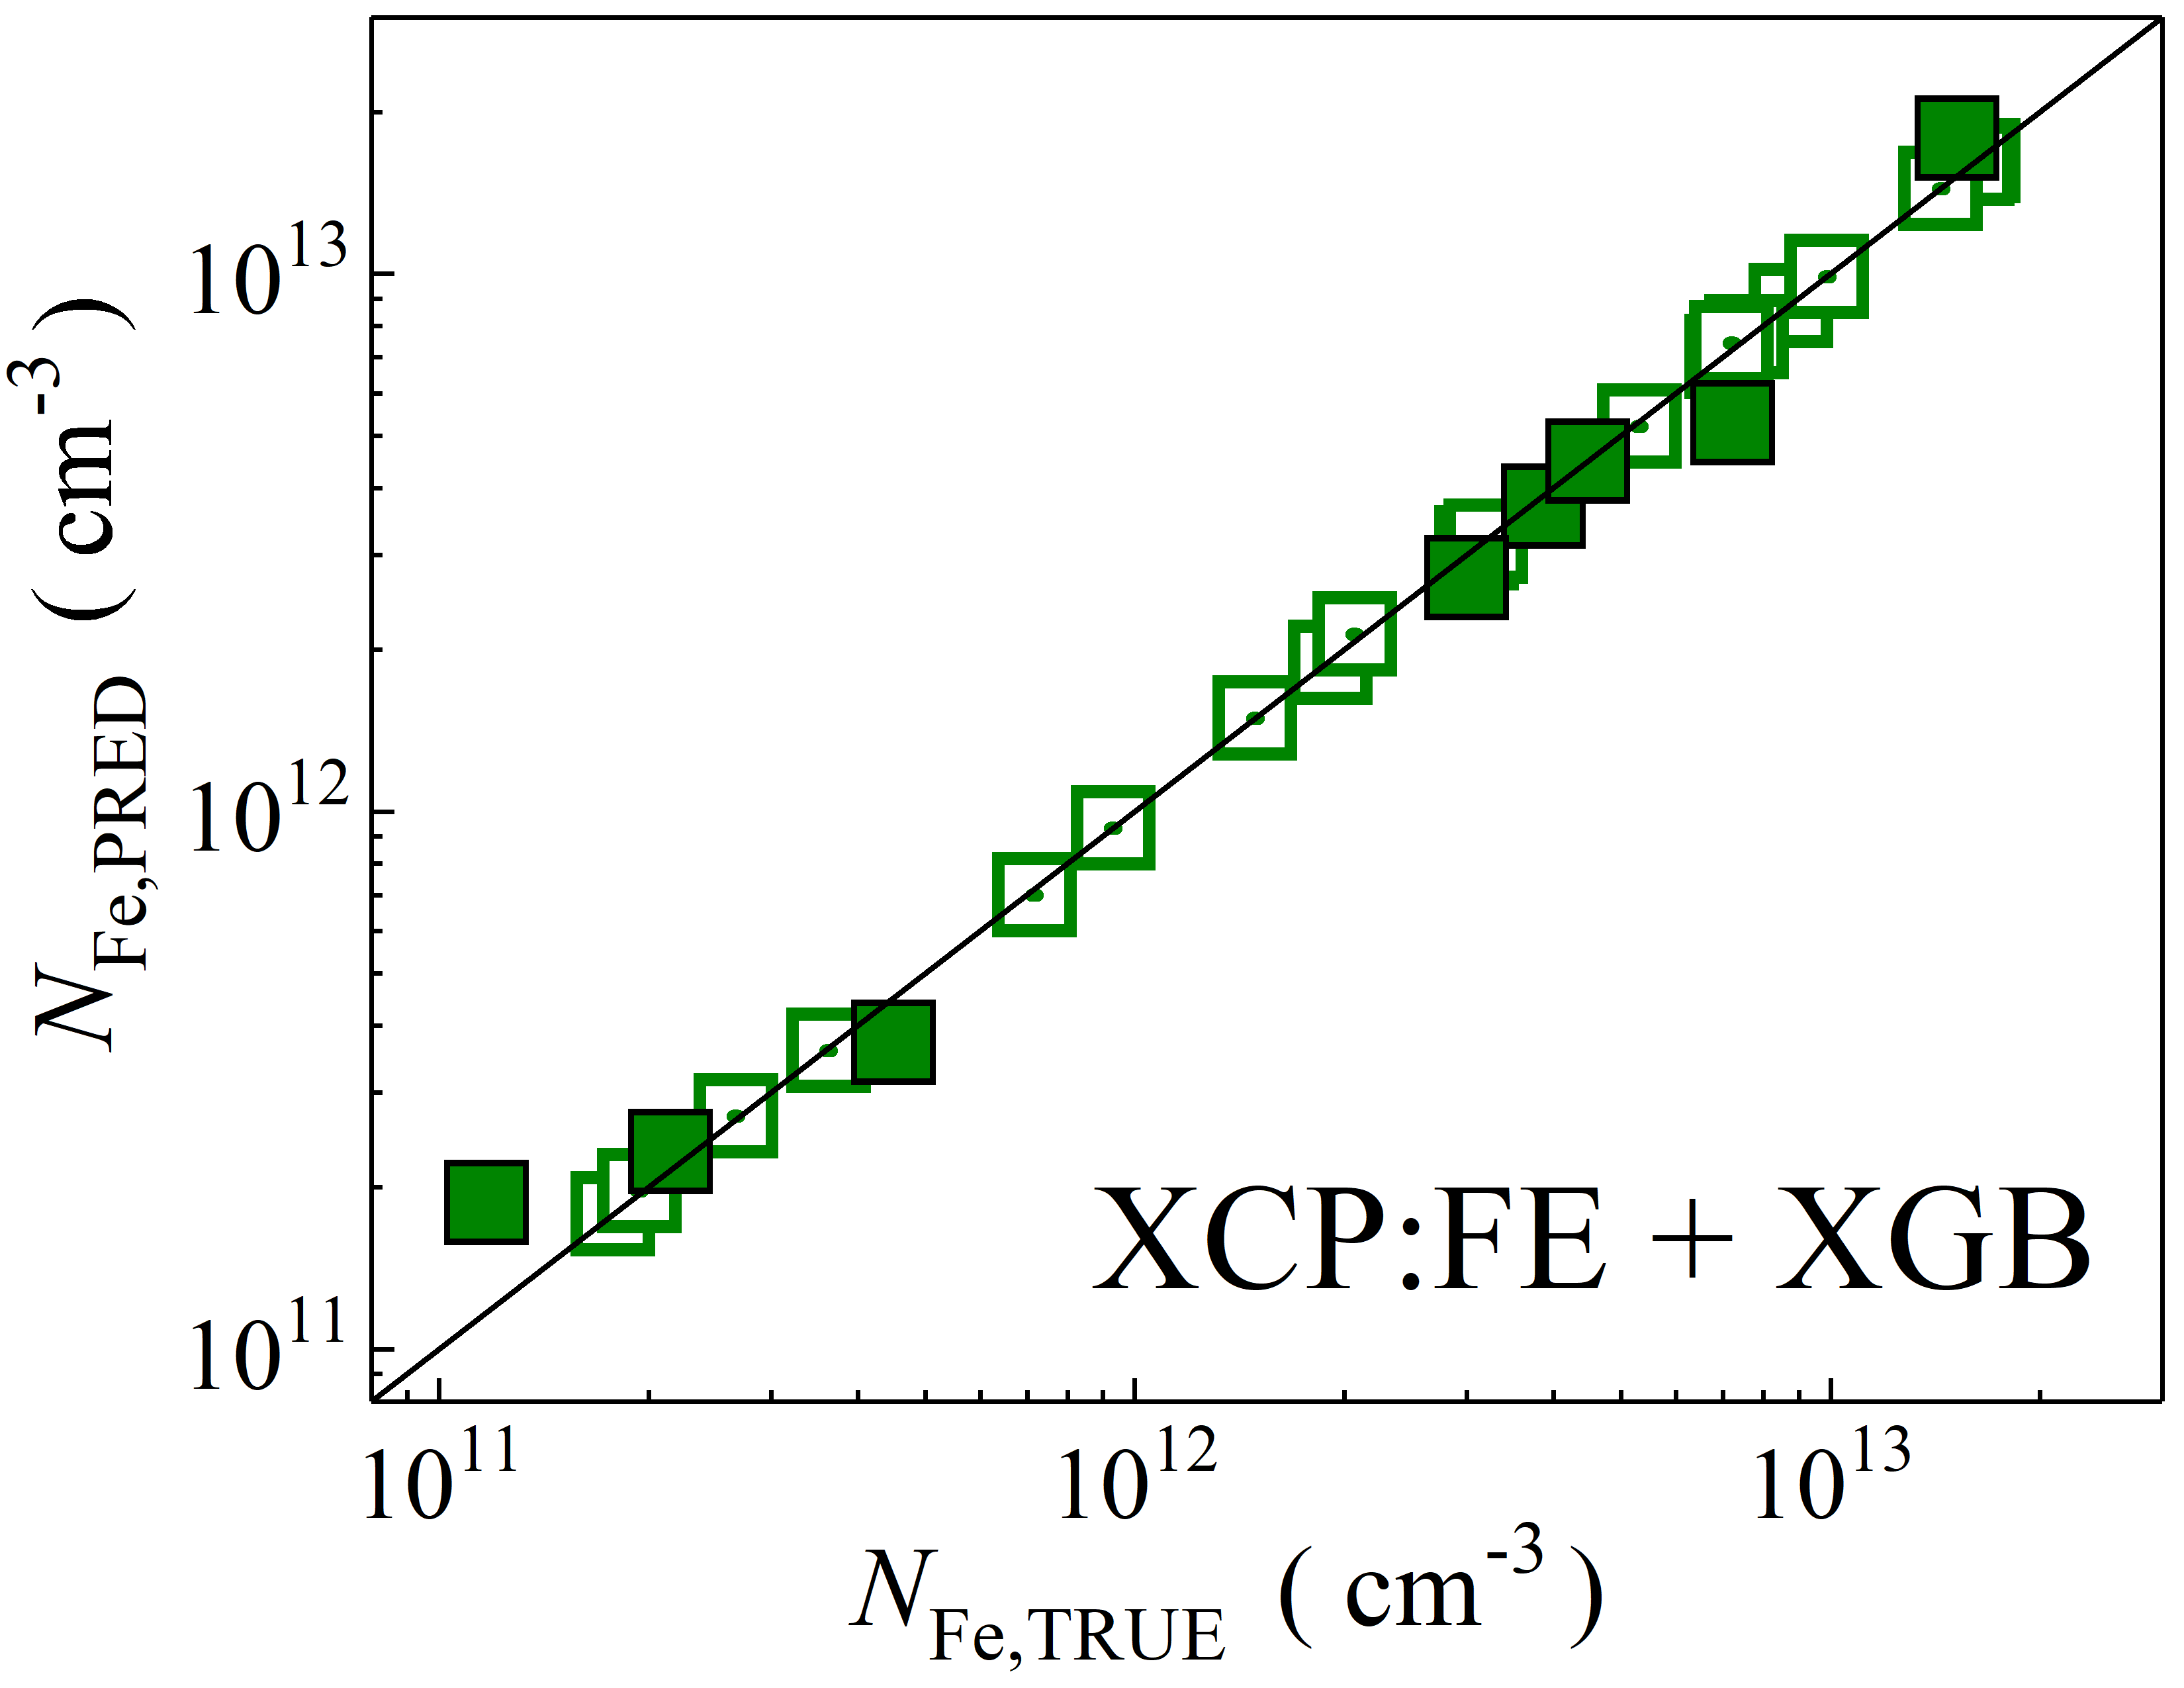 N_Fe,PRED ( cm^-3 )
10^13
10^12
10^11
XCP:FE + XGB
10^11 10^12 10^13
N_Fe,TRUE ( cm^-3 )